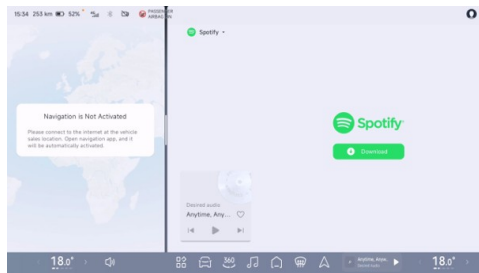 15:34 253 km 52% PASSENGER
AIRBAG ON
Spotify
Navigation is Not Activated
Please connect to the internet at the vehicle
sales location. Open navigation app, and it
will be automatically activated.
Spotify
Download
Anytime, Any...
18.0°
360
Anytime, Anyw..
18.0°